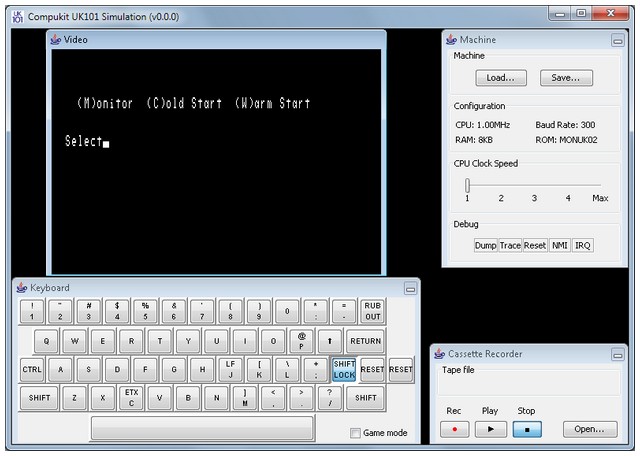 UK 101 Compukit UK101 Simulation (v0.0.0)
Video
(M)onitor (C)old Start (W)arm Start
Select
Machine
Machine
Load... Save...
Configuration
CPU: 1.00MHz Baud Rate: 300
RAM: 8KB ROM: MONUK02
CPU Clock Speed
1 2 3 4 Max
Debug
Dump Trace Reset NMI IRQ
Keyboard
! " # $ % & ' ( ) * = RUB
1 2 3 4 5 6 7 8 9 0 : - OUT
Q W E R T Y U I O @ P ↑ RETURN
CTRL A S D F G H LF J [ K \ L + ; SHIFT LOCK RESET RESET
SHIFT Z X ETX C V B N ] M < , > . ? / SHIFT
Game mode
Cassette Recorder
Tape file
Rec Play Stop
Open...